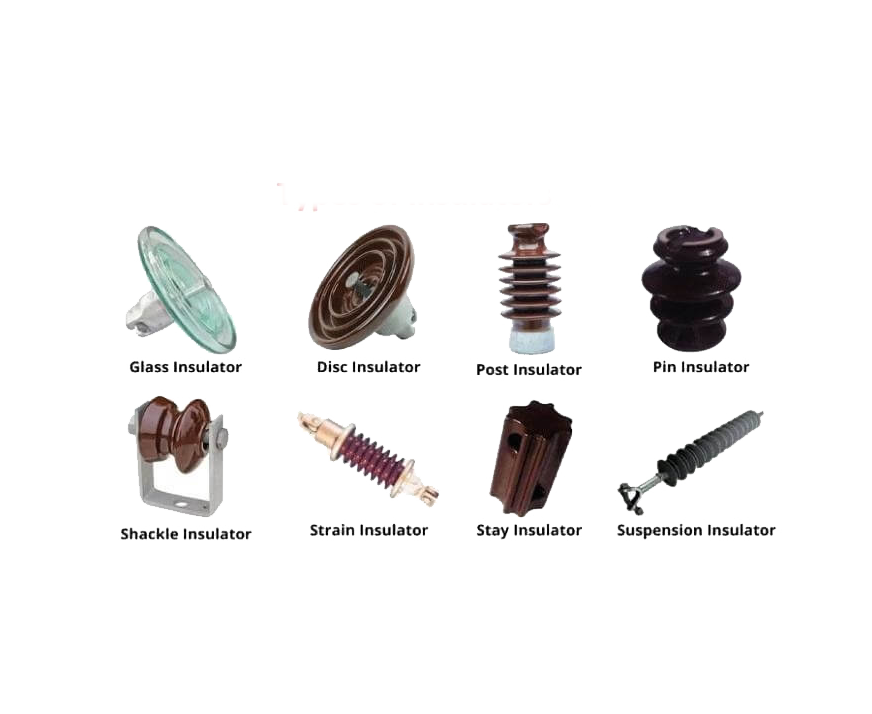 Glass Insulator
Disc Insulator
Post Insulator
Pin Insulator
Shackle Insulator
Strain Insulator
Stay Insulator
Suspension Insulator